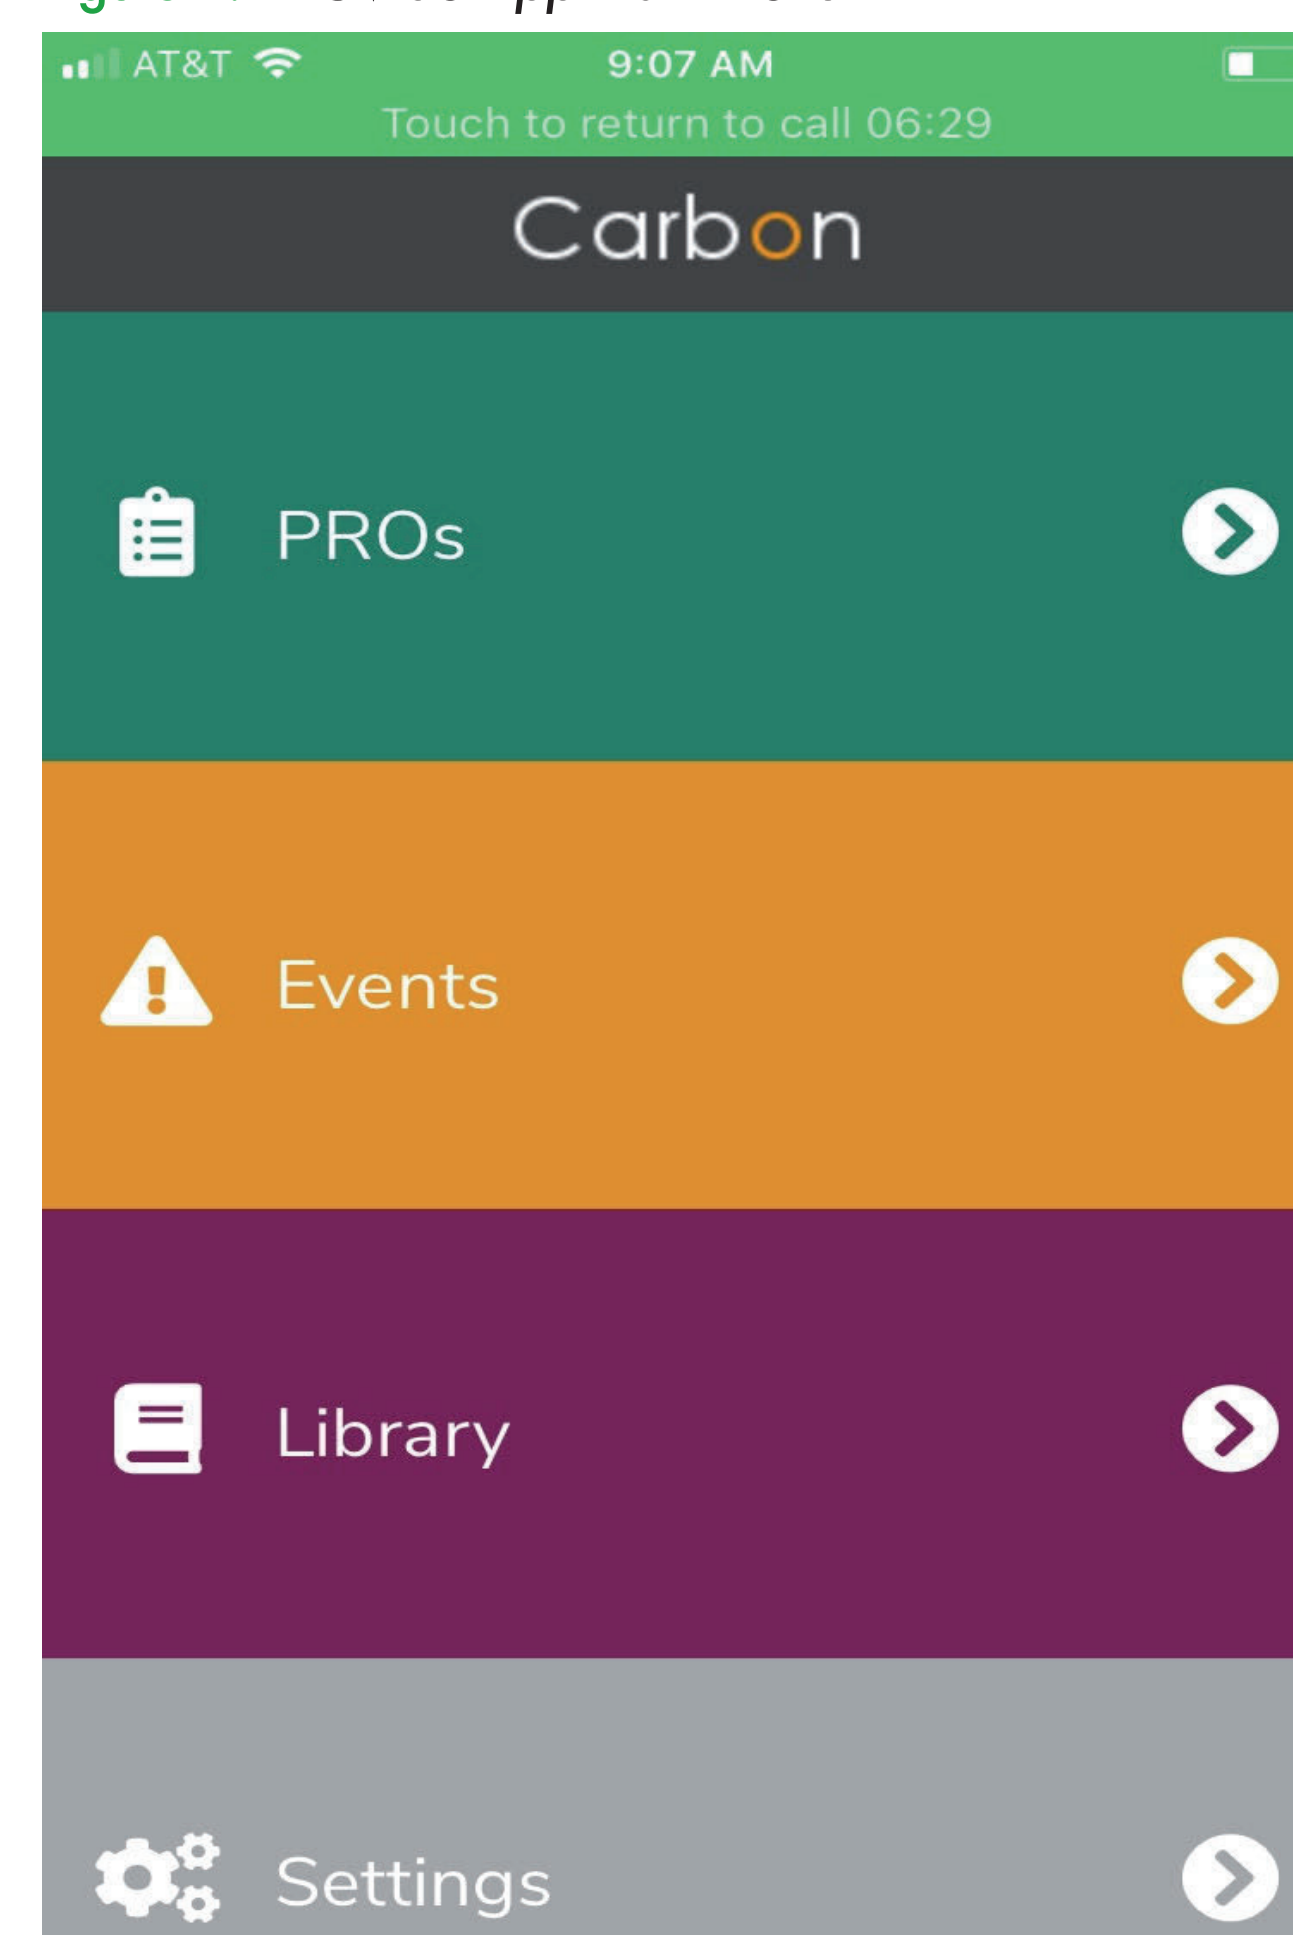 AT&T 9:07 AM
Touch to return to call 06:29
Carbon
PROs
Events
Library
Settings